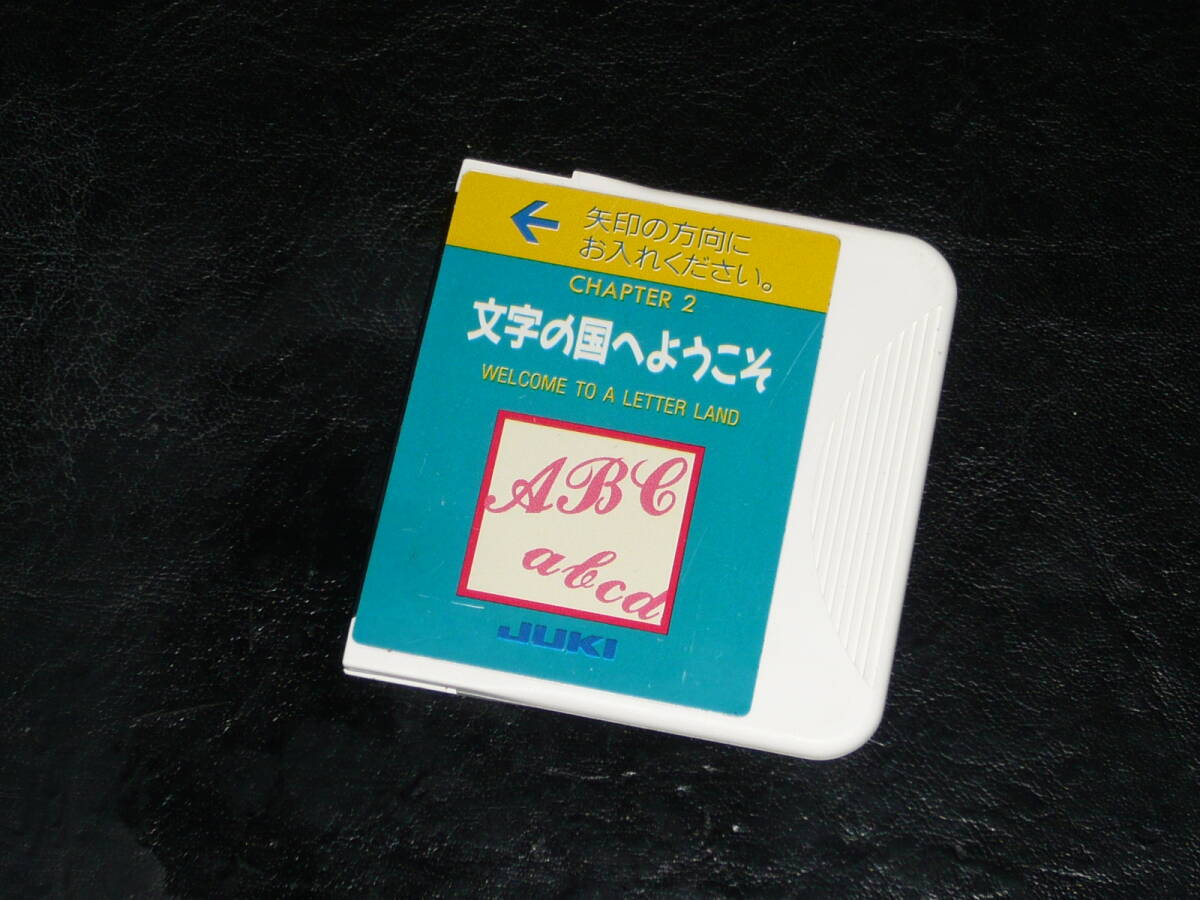 ← 矢印の方向に
お入れください。
CHAPTER 2
文字の国へようこそ
WELCOME TO A LETTER LAND
ABC
abcd
JUKI